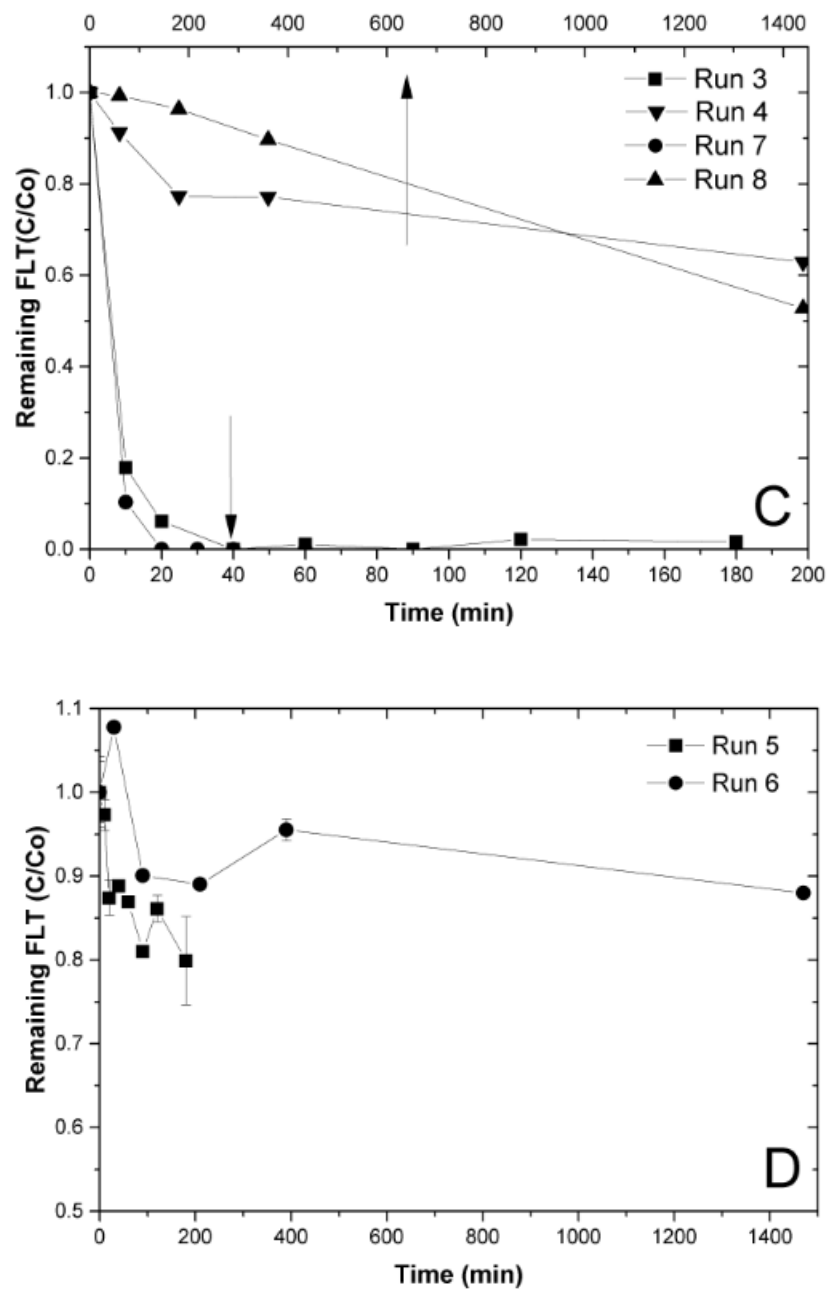 0 200 400 600 800 1000 1200 1400
Run 3
Run 4
Run 7
Run 8
1.0
0.8
0.6
0.4
0.2
0.0
Remaining FLT(C/Co)
C
0 20 40 60 80 100 120 140 160 180 200
Time (min)
1.1
1.0
0.9
0.8
0.7
0.6
0.5
Remaining FLT (C/Co)
Run 5
Run 6
D
0 200 400 600 800 1000 1200 1400
Time (min)